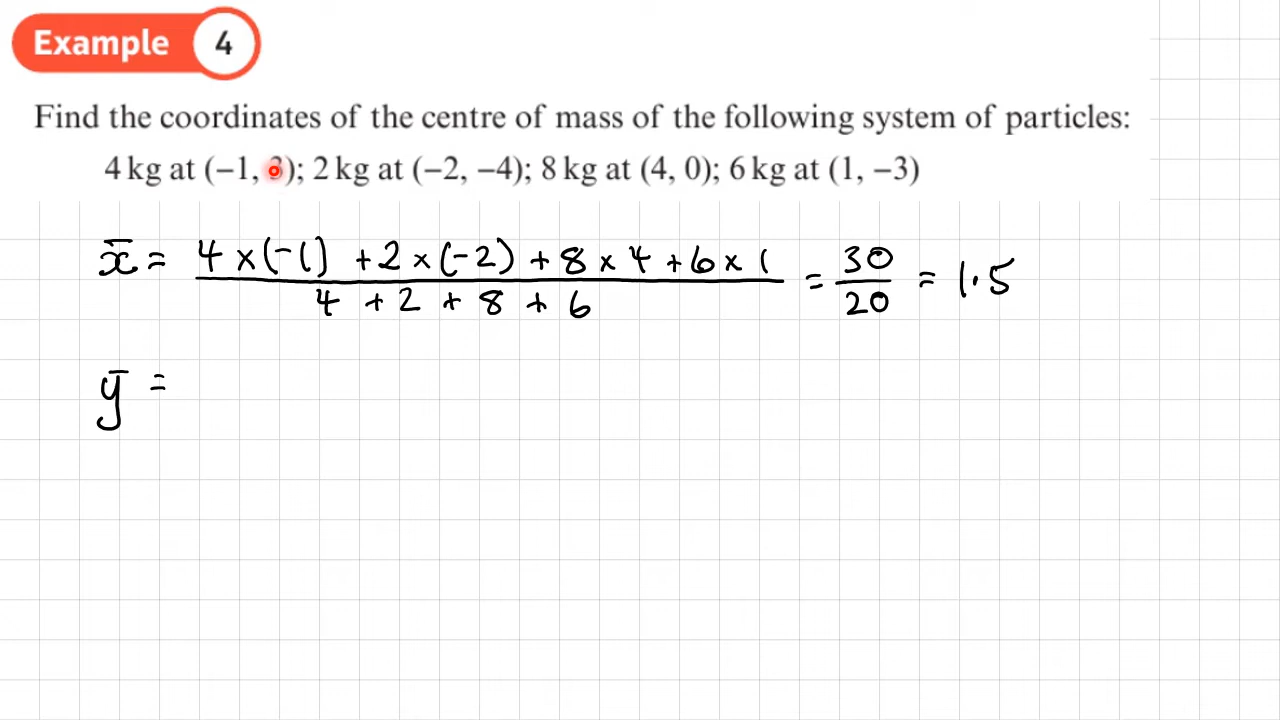 Example 4
Find the coordinates of the centre of mass of the following system of particles:
4 kg at (−1, 3); 2 kg at (−2, −4); 8 kg at (4, 0); 6 kg at (1, −3)
x̄ = 4 × (−1) + 2 × (−2) + 8 × 4 + 6 × 1 / 4 + 2 + 8 + 6 = 30 / 20 = 1.5
ȳ =